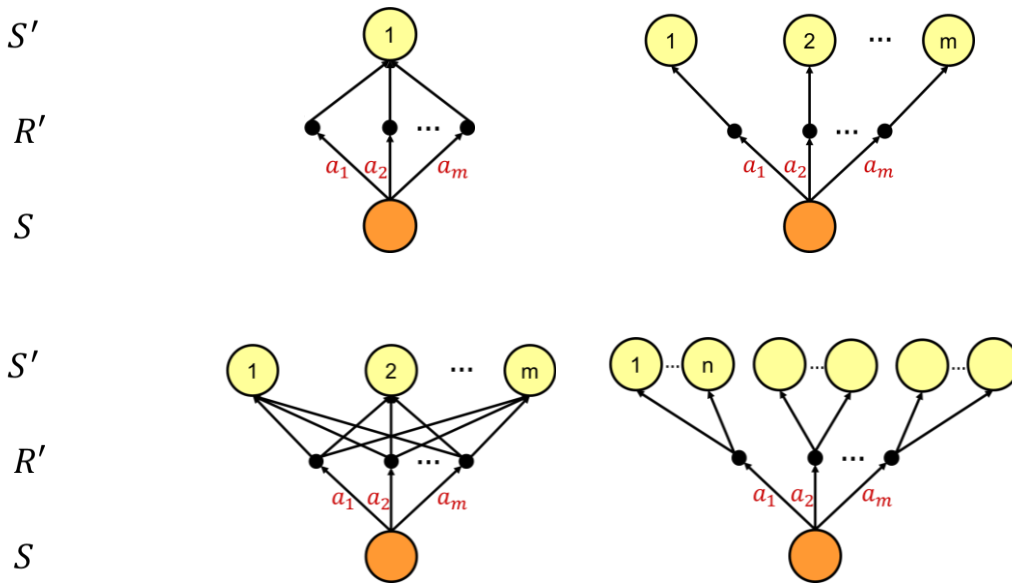 S′ 1 1 2 ... m
R′ ... ...
a₁ a₂ aₘ a₁ a₂ aₘ
S
S′ 1 2 ... m 1 ... n ... ...
R′ ... ...
a₁ a₂ aₘ a₁ a₂ aₘ
S